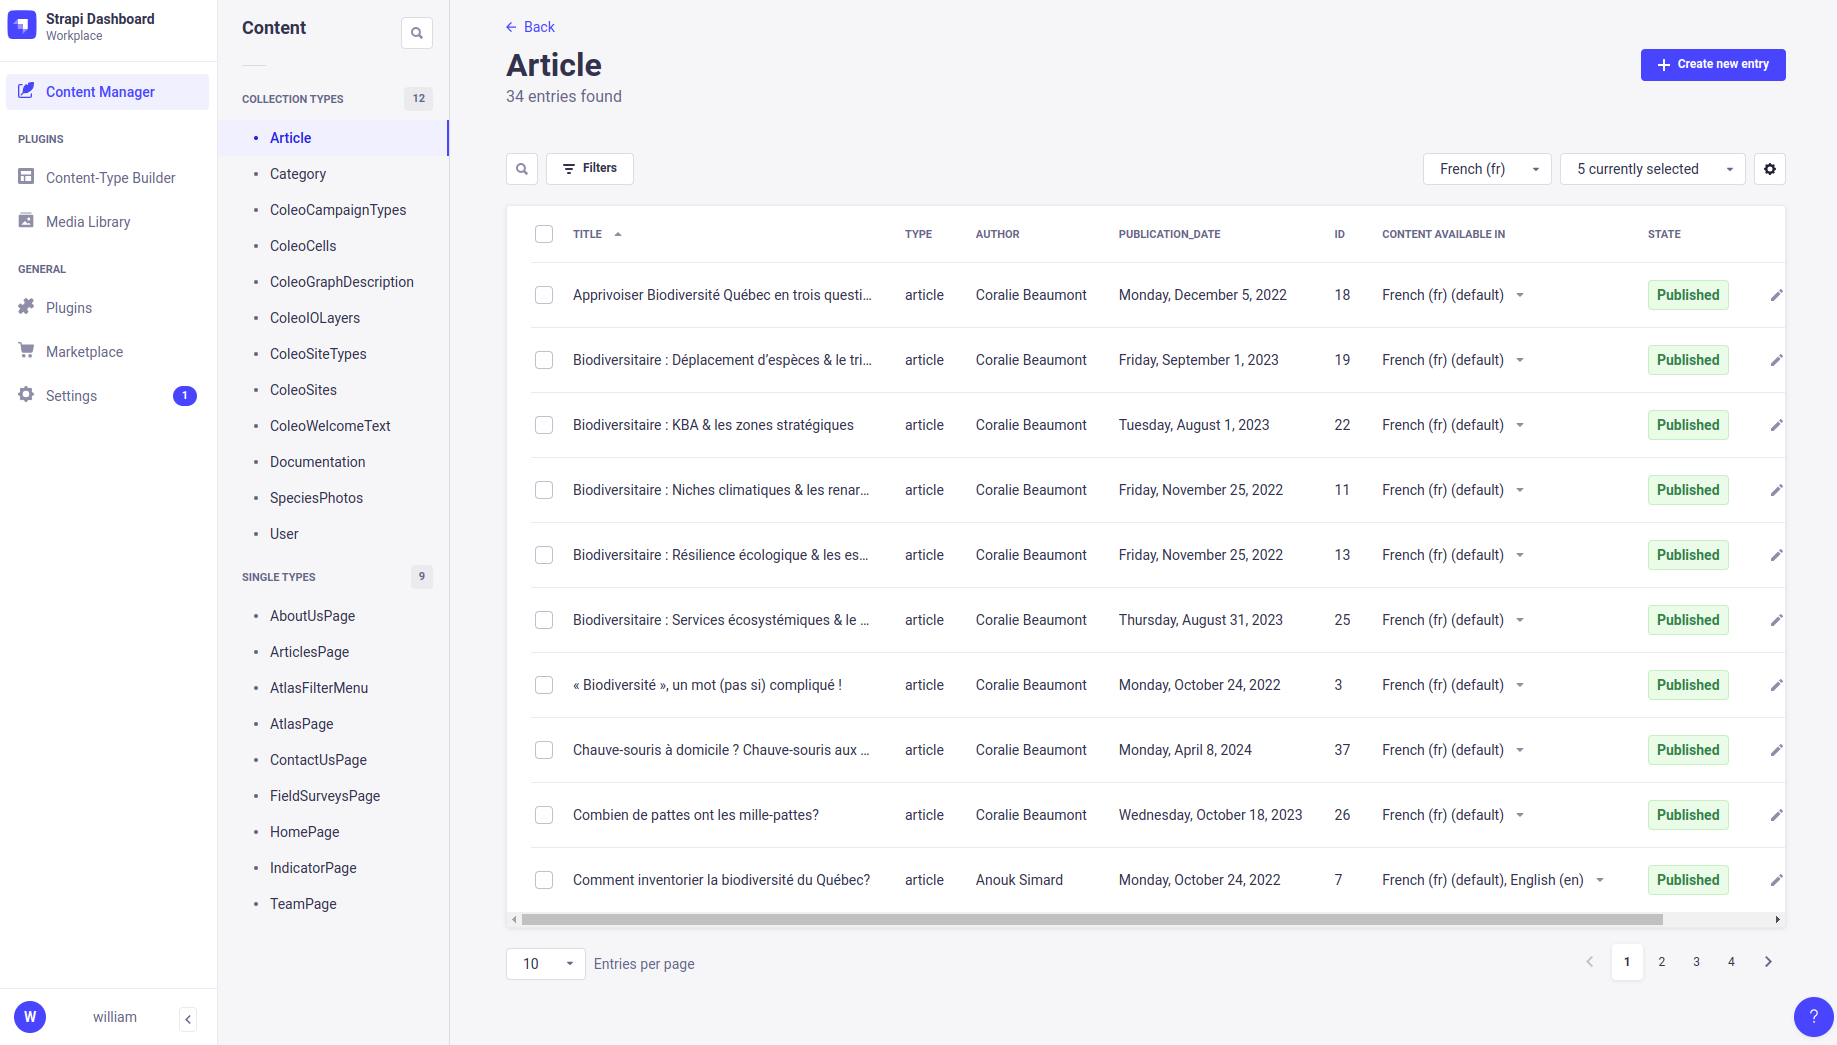 Strapi Dashboard
Workplace
Content Manager
PLUGINS
Content-Type Builder
Media Library
GENERAL
Plugins
Marketplace
Settings
1
W
william
Content
COLLECTION TYPES
12
Article
Category
ColeoCampaignTypes
ColeoCells
ColeoGraphDescription
ColeoIOLayers
ColeoSiteTypes
ColeoSites
ColeoWelcomeText
Documentation
SpeciesPhotos
User
SINGLE TYPES
9
AboutUsPage
ArticlesPage
AtlasFilterMenu
AtlasPage
ContactUsPage
FieldSurveysPage
HomePage
IndicatorPage
TeamPage
Back
Article
34 entries found
Create new entry
Filters
French (fr)
5 currently selected
TITLE TYPE AUTHOR PUBLICATION_DATE ID CONTENT AVAILABLE IN STATE
Apprivoiser Biodiversité Québec en trois questi... article Coralie Beaumont Monday, December 5, 2022 18 French (fr) (default) Published
Biodiversitaire : Déplacement d’espèces & le tri... article Coralie Beaumont Friday, September 1, 2023 19 French (fr) (default) Published
Biodiversitaire : KBA & les zones stratégiques article Coralie Beaumont Tuesday, August 1, 2023 22 French (fr) (default) Published
Biodiversitaire : Niches climatiques & les renar... article Coralie Beaumont Friday, November 25, 2022 11 French (fr) (default) Published
Biodiversitaire : Résilience écologique & les es... article Coralie Beaumont Friday, November 25, 2022 13 French (fr) (default) Published
Biodiversitaire : Services écosystémiques & le ... article Coralie Beaumont Thursday, August 31, 2023 25 French (fr) (default) Published
« Biodiversité », un mot (pas si) compliqué ! article Coralie Beaumont Monday, October 24, 2022 3 French (fr) (default) Published
Chauve-souris à domicile ? Chauve-souris aux ... article Coralie Beaumont Monday, April 8, 2024 37 French (fr) (default) Published
Combien de pattes ont les mille-pattes? article Coralie Beaumont Wednesday, October 18, 2023 26 French (fr) (default) Published
Comment inventorier la biodiversité du Québec? article Anouk Simard Monday, October 24, 2022 7 French (fr) (default), English (en) Published
10 Entries per page
1 2 3 4
?